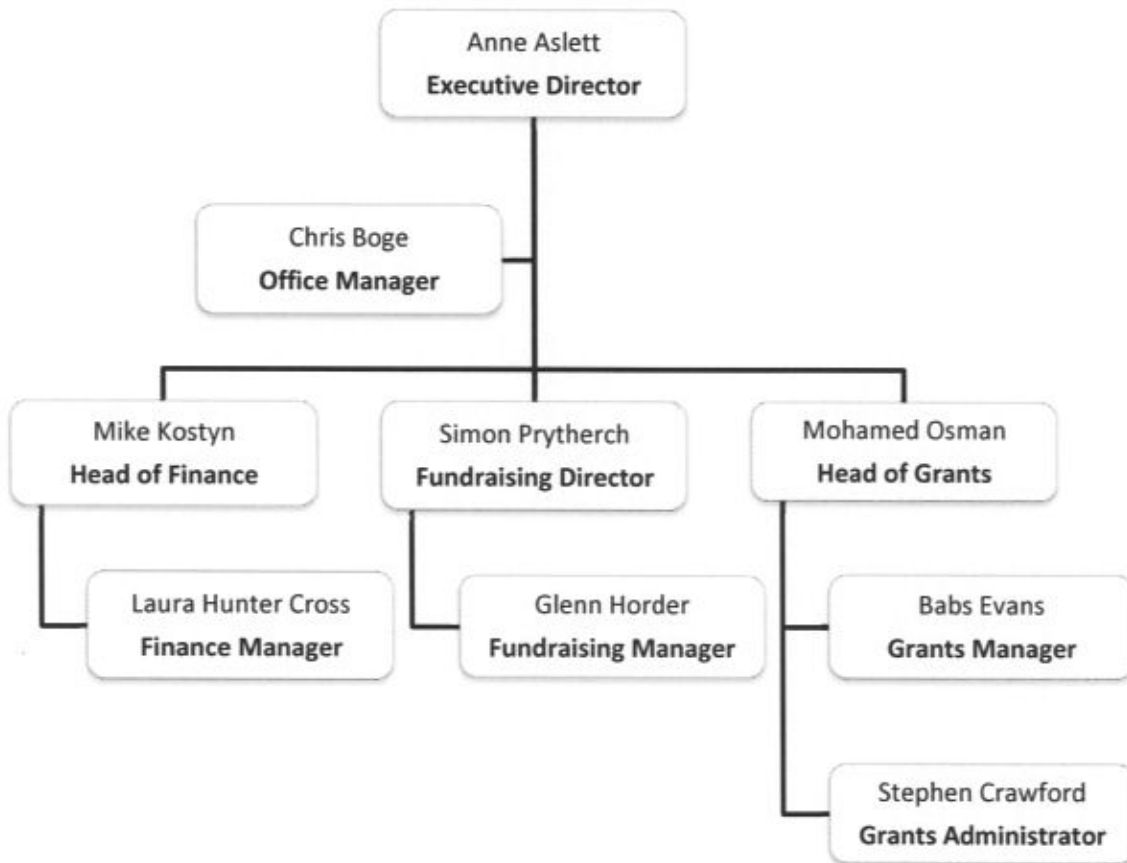 Anne Aslett
Executive Director
Chris Boge
Office Manager
Mike Kostyn
Head of Finance
Simon Prytherch
Fundraising Director
Mohamed Osman
Head of Grants
Laura Hunter Cross
Finance Manager
Glenn Horder
Fundraising Manager
Babs Evans
Grants Manager
Stephen Crawford
Grants Administrator